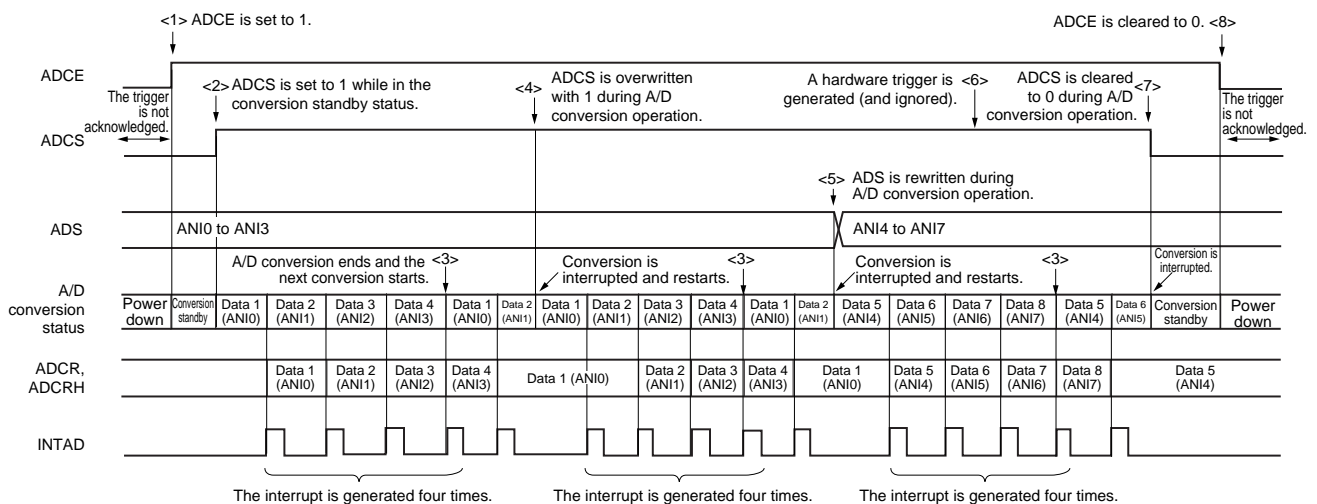 <1> ADCE is set to 1.
ADCE is cleared to 0. <8>
ADCE
The trigger
is not
acknowledged.
<2> ADCS is set to 1 while in the
conversion standby status.
<4> ADCS is overwritten
with 1 during A/D
conversion operation.
A hardware trigger is <6>
generated (and ignored).
ADCS is cleared <7>
to 0 during A/D
conversion operation.
The trigger
is not
acknowledged.
ADCS
<5> ADS is rewritten during
A/D conversion operation.
ADS
ANI0 to ANI3
ANI4 to ANI7
A/D conversion ends and the <3>
next conversion starts.
Conversion is
interrupted and restarts.
<3>
Conversion is
interrupted and restarts.
<3>
Conversion is
interrupted.
A/D
conversion
status
Power
down
Conversion
standby
Data 1
(ANI0)
Data 2
(ANI1)
Data 3
(ANI2)
Data 4
(ANI3)
Data 1
(ANI0)
Data 2
(ANI1)
Data 1
(ANI0)
Data 2
(ANI1)
Data 3
(ANI2)
Data 4
(ANI3)
Data 1
(ANI0)
Data 2
(ANI1)
Data 5
(ANI4)
Data 6
(ANI5)
Data 7
(ANI6)
Data 8
(ANI7)
Data 5
(ANI4)
Data 6
(ANI5)
Conversion
standby
Power
down
ADCR,
ADCRH
Data 1
(ANI0)
Data 2
(ANI1)
Data 3
(ANI2)
Data 4
(ANI3)
Data 1 (ANI0)
Data 2
(ANI1)
Data 3
(ANI2)
Data 4
(ANI3)
Data 1
(ANI0)
Data 5
(ANI4)
Data 6
(ANI5)
Data 7
(ANI6)
Data 8
(ANI7)
Data 5
(ANI4)
INTAD
The interrupt is generated four times.
The interrupt is generated four times.
The interrupt is generated four times.